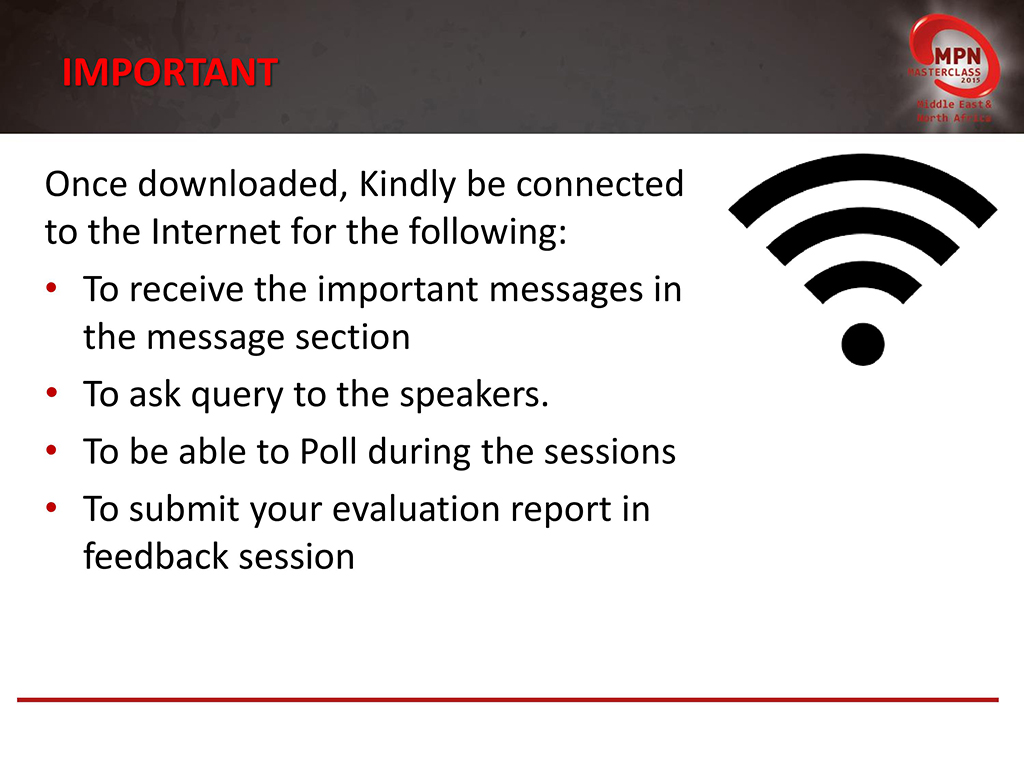 IMPORTANT
MPN
MASTERCLASS
2015
Middle East &
North Africa
Once downloaded, Kindly be connected
to the Internet for the following:
• To receive the important messages in
the message section
• To ask query to the speakers.
• To be able to Poll during the sessions
• To submit your evaluation report in
feedback session